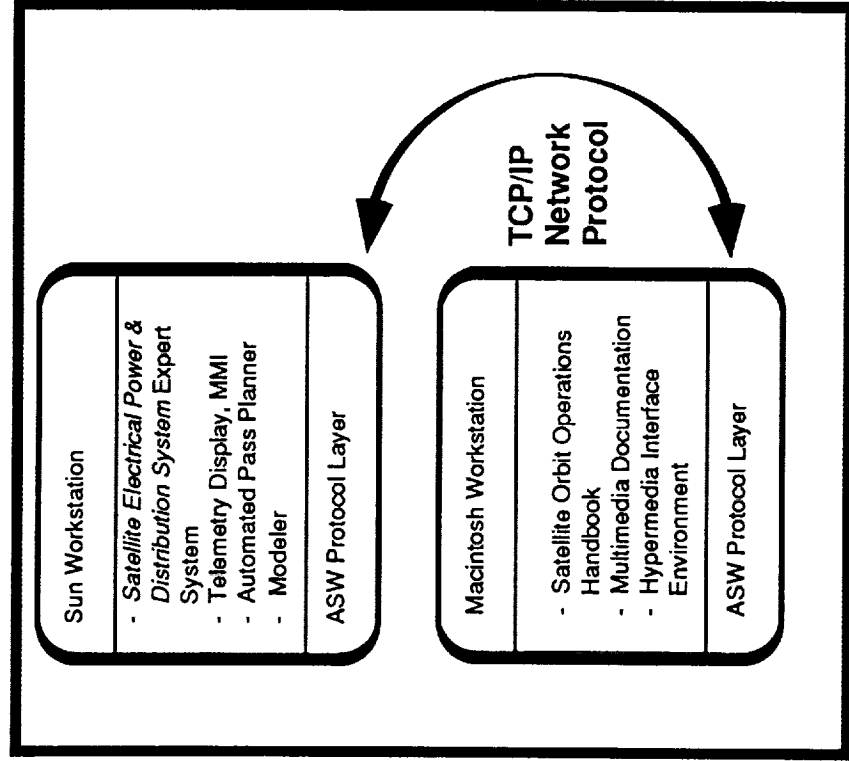 Sun Workstation
- Satellite Electrical Power &
Distribution System Expert
System
- Telemetry Display, MMI
- Automated Pass Planner
- Modeler
ASW Protocol Layer
TCP/IP
Network
Protocol
Macintosh Workstation
- Satellite Orbit Operations
Handbook
- Multimedia Documentation
- Hypermedia Interface
Environment
ASW Protocol Layer